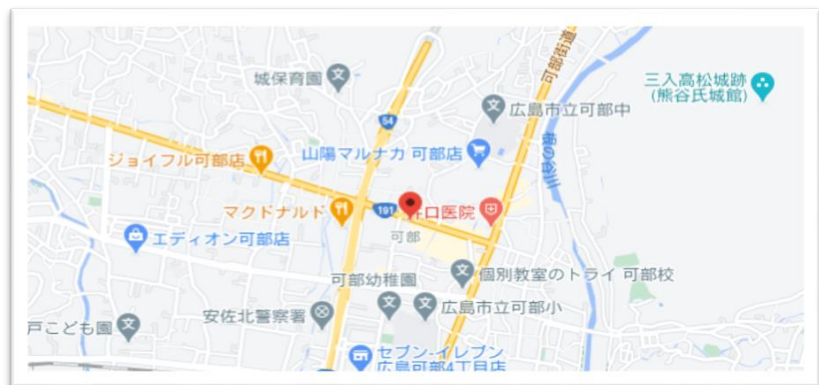 城保育園
54
可部街道
三入高松城跡
(熊谷氏城館)
広島市立可部中
山陽マルナカ 可部店
根の谷川
ジョイフル可部店
マクドナルド
191
口医院
可部
エディオン可部店
可部幼稚園
個別教室のトライ 可部校
安佐北警察署
広島市立可部小
戸こども園
セブン-イレブン
広島可部4丁目店